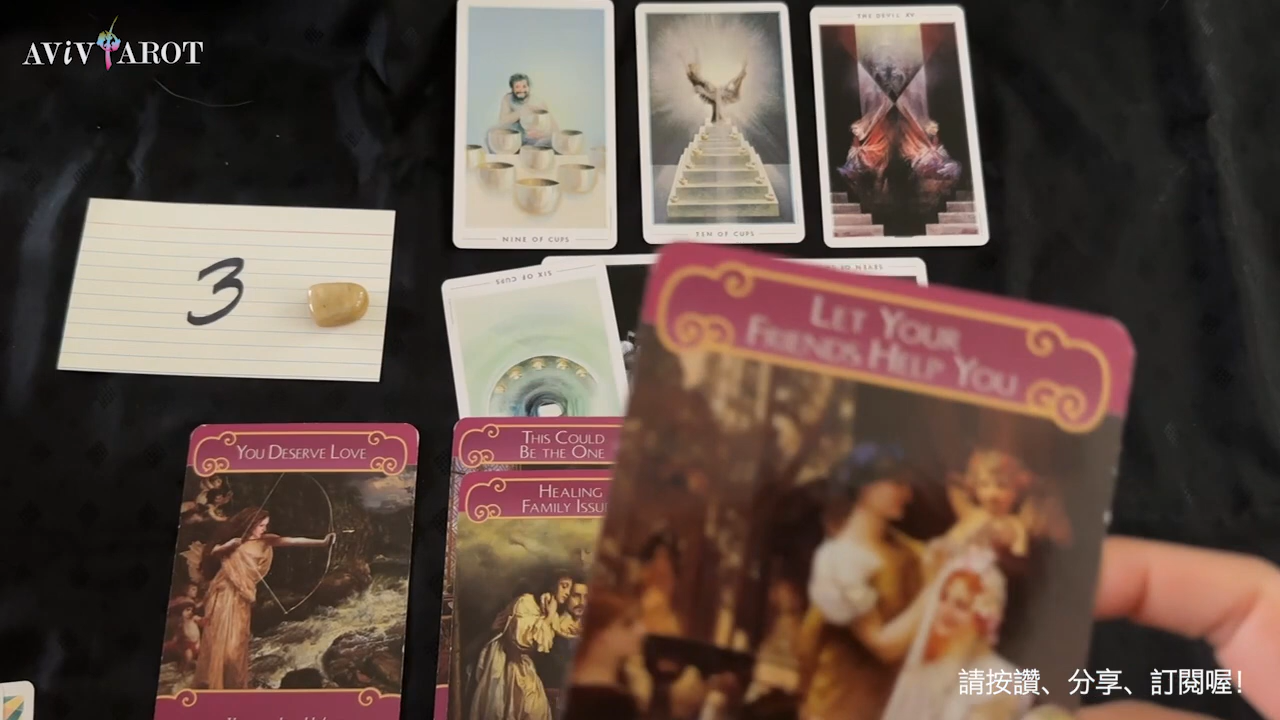 AViVTAROT
NINE OF CUPS
TEN OF CUPS
THE DEVIL XV
3
SIX OF CUPS
LET YOUR
FRIENDS HELP YOU
YOU DESERVE LOVE
THIS COULD
BE THE ONE
HEALING
FAMILY
請按讚、分享、訂閱喔!